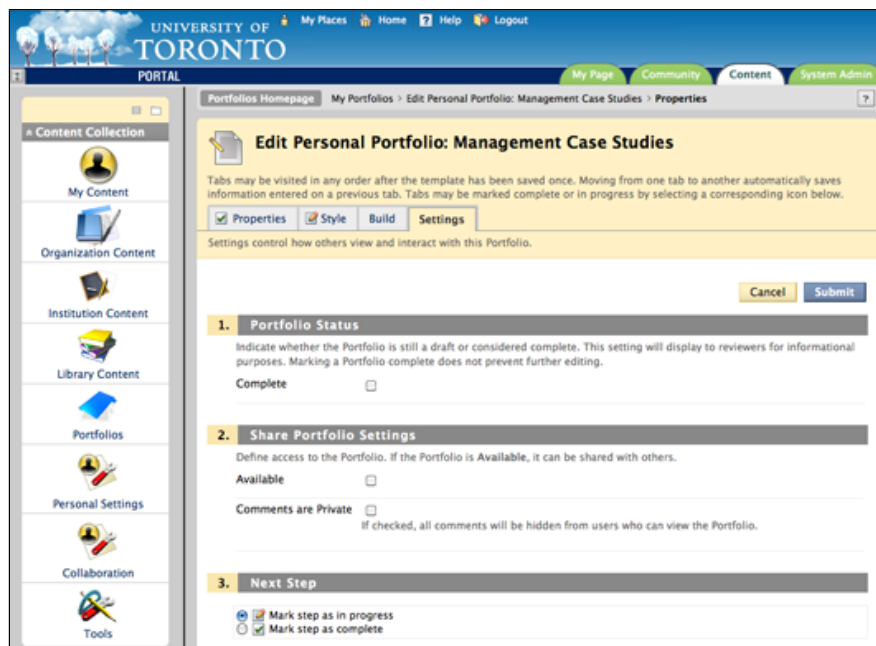 UNIVERSITY OF
TORONTO
My Places Home ? Help Logout
PORTAL
My Page Community Content System Admin
Portfolios Homepage My Portfolios > Edit Personal Portfolio: Management Case Studies > Properties ?
Content Collection
My Content
Organization Content
Institution Content
Library Content
Portfolios
Personal Settings
Collaboration
Tools
Edit Personal Portfolio: Management Case Studies
Tabs may be visited in any order after the template has been saved once. Moving from one tab to another automatically saves
information entered on a previous tab. Tabs may be marked complete or in progress by selecting a corresponding icon below.
Properties Style Build Settings
Settings control how others view and interact with this Portfolio.
Cancel Submit
1. Portfolio Status
Indicate whether the Portfolio is still a draft or considered complete. This setting will display to reviewers for informational
purposes. Marking a Portfolio complete does not prevent further editing.
Complete
2. Share Portfolio Settings
Define access to the Portfolio. If the Portfolio is Available, it can be shared with others.
Available
Comments are Private
If checked, all comments will be hidden from users who can view the Portfolio.
3. Next Step
Mark step as in progress
Mark step as complete